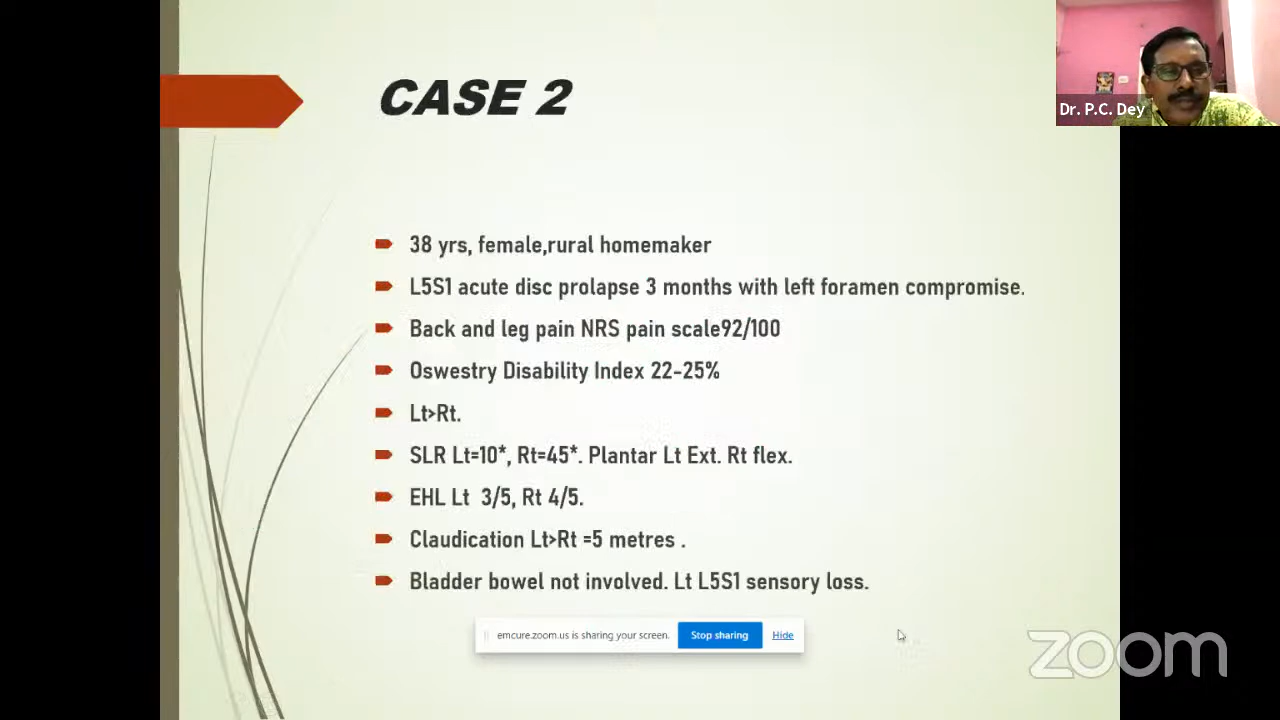 CASE 2
Dr. P.C. Dey
38 yrs, female,rural homemaker
L5S1 acute disc prolapse 3 months with left foramen compromise.
Back and leg pain NRS pain scale92/100
Oswestry Disability Index 22-25%
Lt>Rt.
SLR Lt=10*, Rt=45*. Plantar Lt Ext. Rt flex.
EHL Lt  3/5, Rt 4/5.
Claudication Lt>Rt =5 metres .
Bladder bowel not involved. Lt L5S1 sensory loss.
emcure.zoom.us is sharing your screen. Stop sharing Hide
zoom